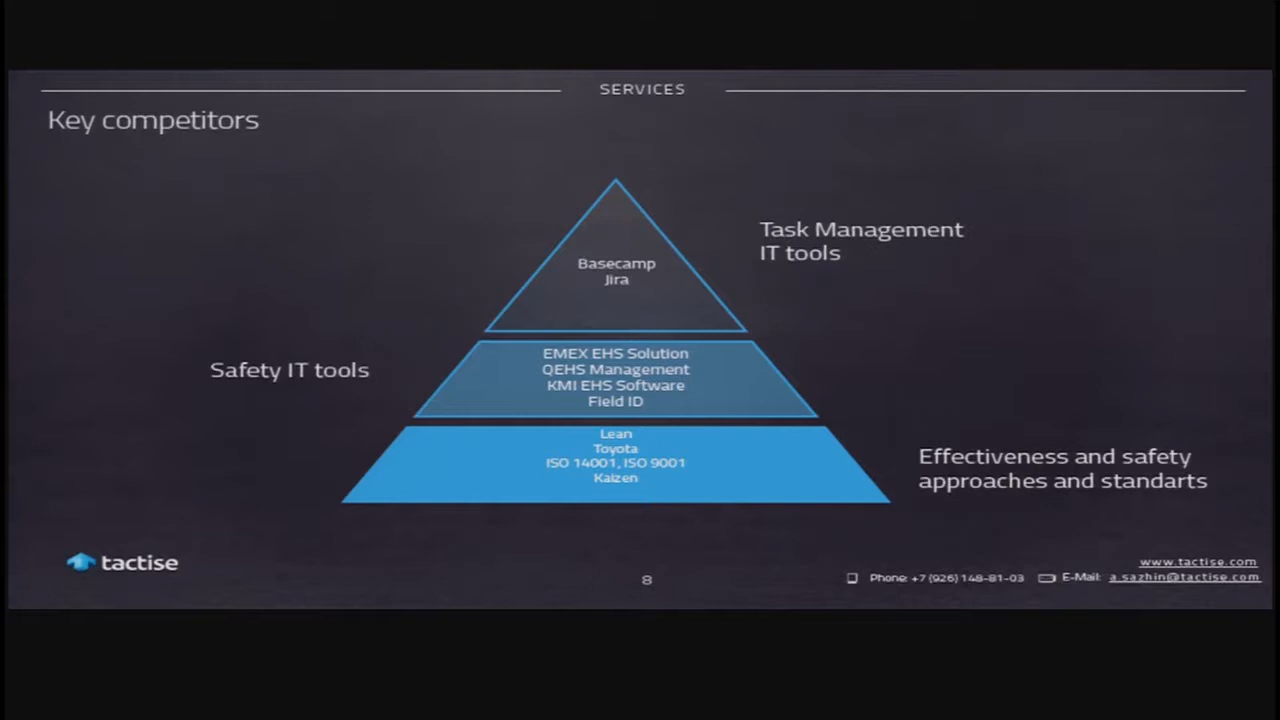 SERVICES
Key competitors
Task Management
IT tools
Basecamp
Jira
Safety IT tools
EMEX EHS Solution
QEHS Management
KMI EHS Software
Field ID
Lean
Toyota
ISO 14001, ISO 9001
Kaizen
Effectiveness and safety
approaches and standarts
tactise
8
www.tactise.com
Phone: +7 (926) 148-81-03
E-Mail: a.sazhin@tactise.com